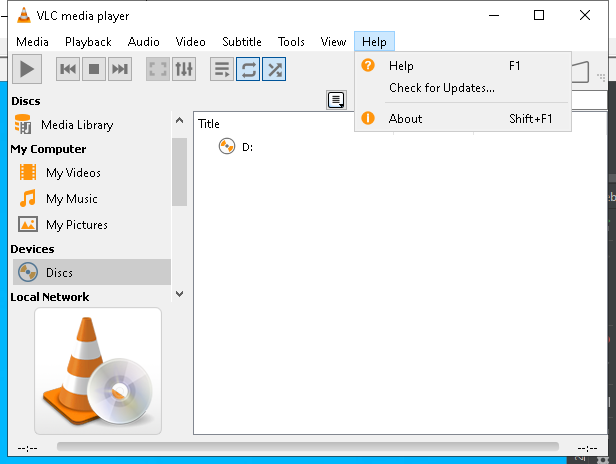 VLC media player
Media Playback Audio Video Subtitle Tools View Help
Help F1
Check for Updates...
About Shift+F1
Discs
Media Library
My Computer
My Videos
My Music
My Pictures
Devices
Discs
Local Network
Title
D:
--:-- --:--